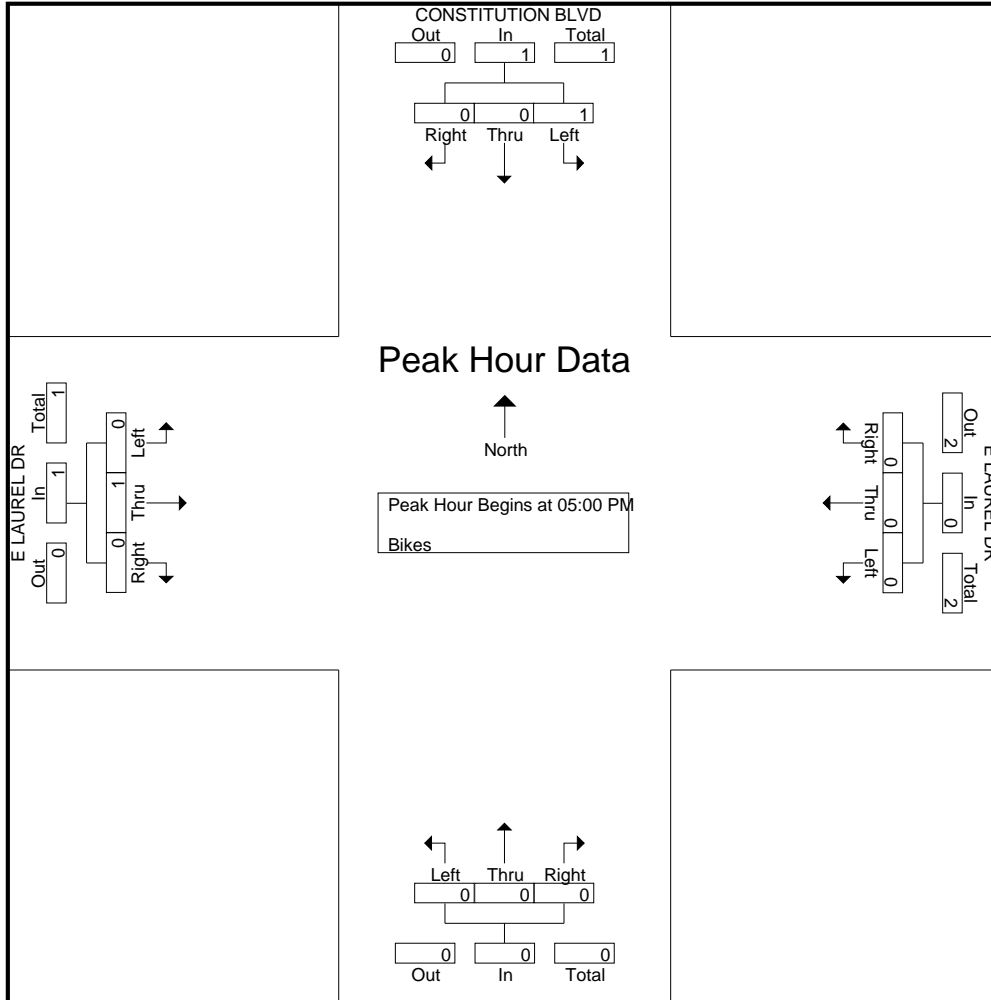 CONSTITUTION BLVD
Out In Total
0 1 1
0 0 1
Right Thru Left
Peak Hour Data
North
Peak Hour Begins at 05:00 PM
Bikes
E LAUREL DR
Out In Total
0 1 1
Right Thru Left
0 1 0
E LAUREL DR
Out In Total
2 0 2
Right Thru Left
0 0 0
Left Thru Right
0 0 0
0 0 0
Out In Total